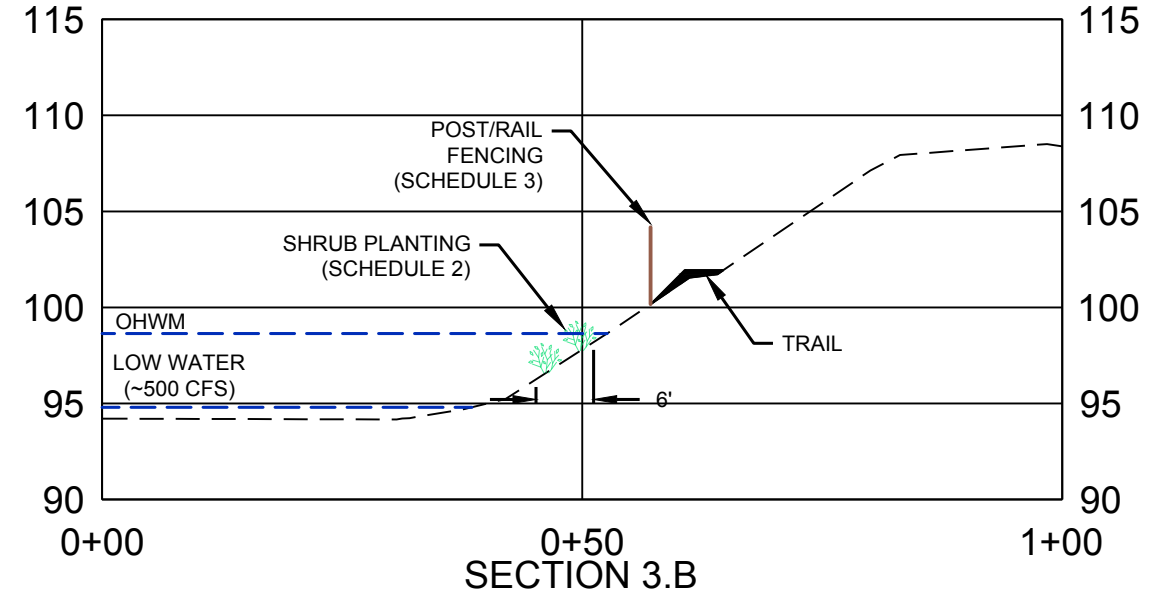 115
115
110
110
POST/RAIL
FENCING
(SCHEDULE 3)
105
105
SHRUB PLANTING
(SCHEDULE 2)
100
100
OHWM
TRAIL
LOW WATER
(~500 CFS)
95
6'
95
90
90
0+00
0+50
1+00
SECTION 3.B